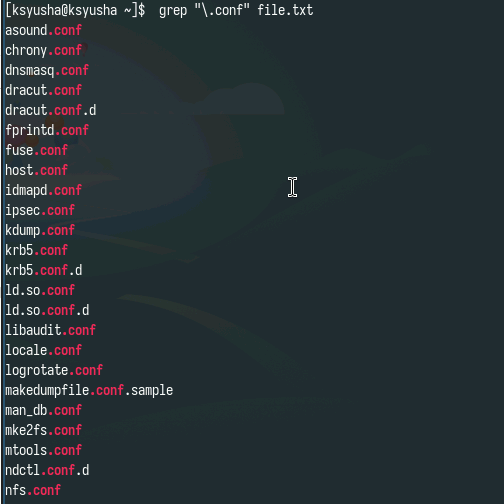 [ksyusha@ksyusha ~]$  grep "\.conf" file.txt
asound.conf
chrony.conf
dnsmasq.conf
dracut.conf
dracut.conf.d
fprintd.conf
fuse.conf
host.conf
idmapd.conf
ipsec.conf
kdump.conf
krb5.conf
krb5.conf.d
ld.so.conf
ld.so.conf.d
libaudit.conf
locale.conf
logrotate.conf
makedumpfile.conf.sample
man_db.conf
mke2fs.conf
mtools.conf
ndctl.conf.d
nfs.conf